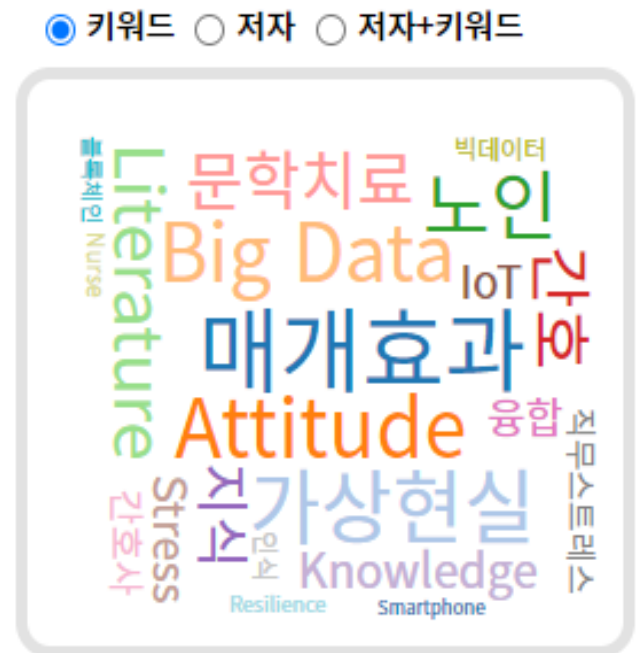 키워드 저자 저자+키워드
블록체인
Literature
문학치료
빅데이터
노인
Nurse
Big Data
IoT
간호
매개효과
Attitude
융합
직무스트레스
간호사
Stress
지식
가상현실
인식
Knowledge
Resilience
Smartphone